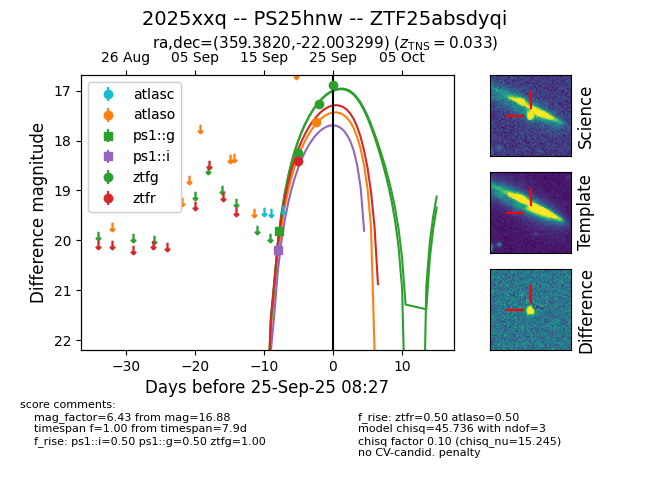 2025xxq -- PS25hnw -- ZTF25absdyqi
ra,dec=(359.3820,-22.003299) (z_TNS = 0.033)
26 Aug 05 Sep 15 Sep 25 Sep 05 Oct
17
18
19
20
21
22
Difference magnitude
atlasc
atlaso
ps1::g
ps1::i
ztfg
ztfr
−30 −20 −10 0 10
Days before 25-Sep-25 08:27
Science
Template
Difference
score comments:
mag_factor=6.43 from mag=16.88
timespan f=1.00 from timespan=7.9d
f_rise: ps1::i=0.50 ps1::g=0.50 ztfg=1.00
f_rise: ztfr=0.50 atlaso=0.50
model chisq=45.736 with ndof=3
chisq factor 0.10 (chisq_nu=15.245)
no CV-candid. penalty